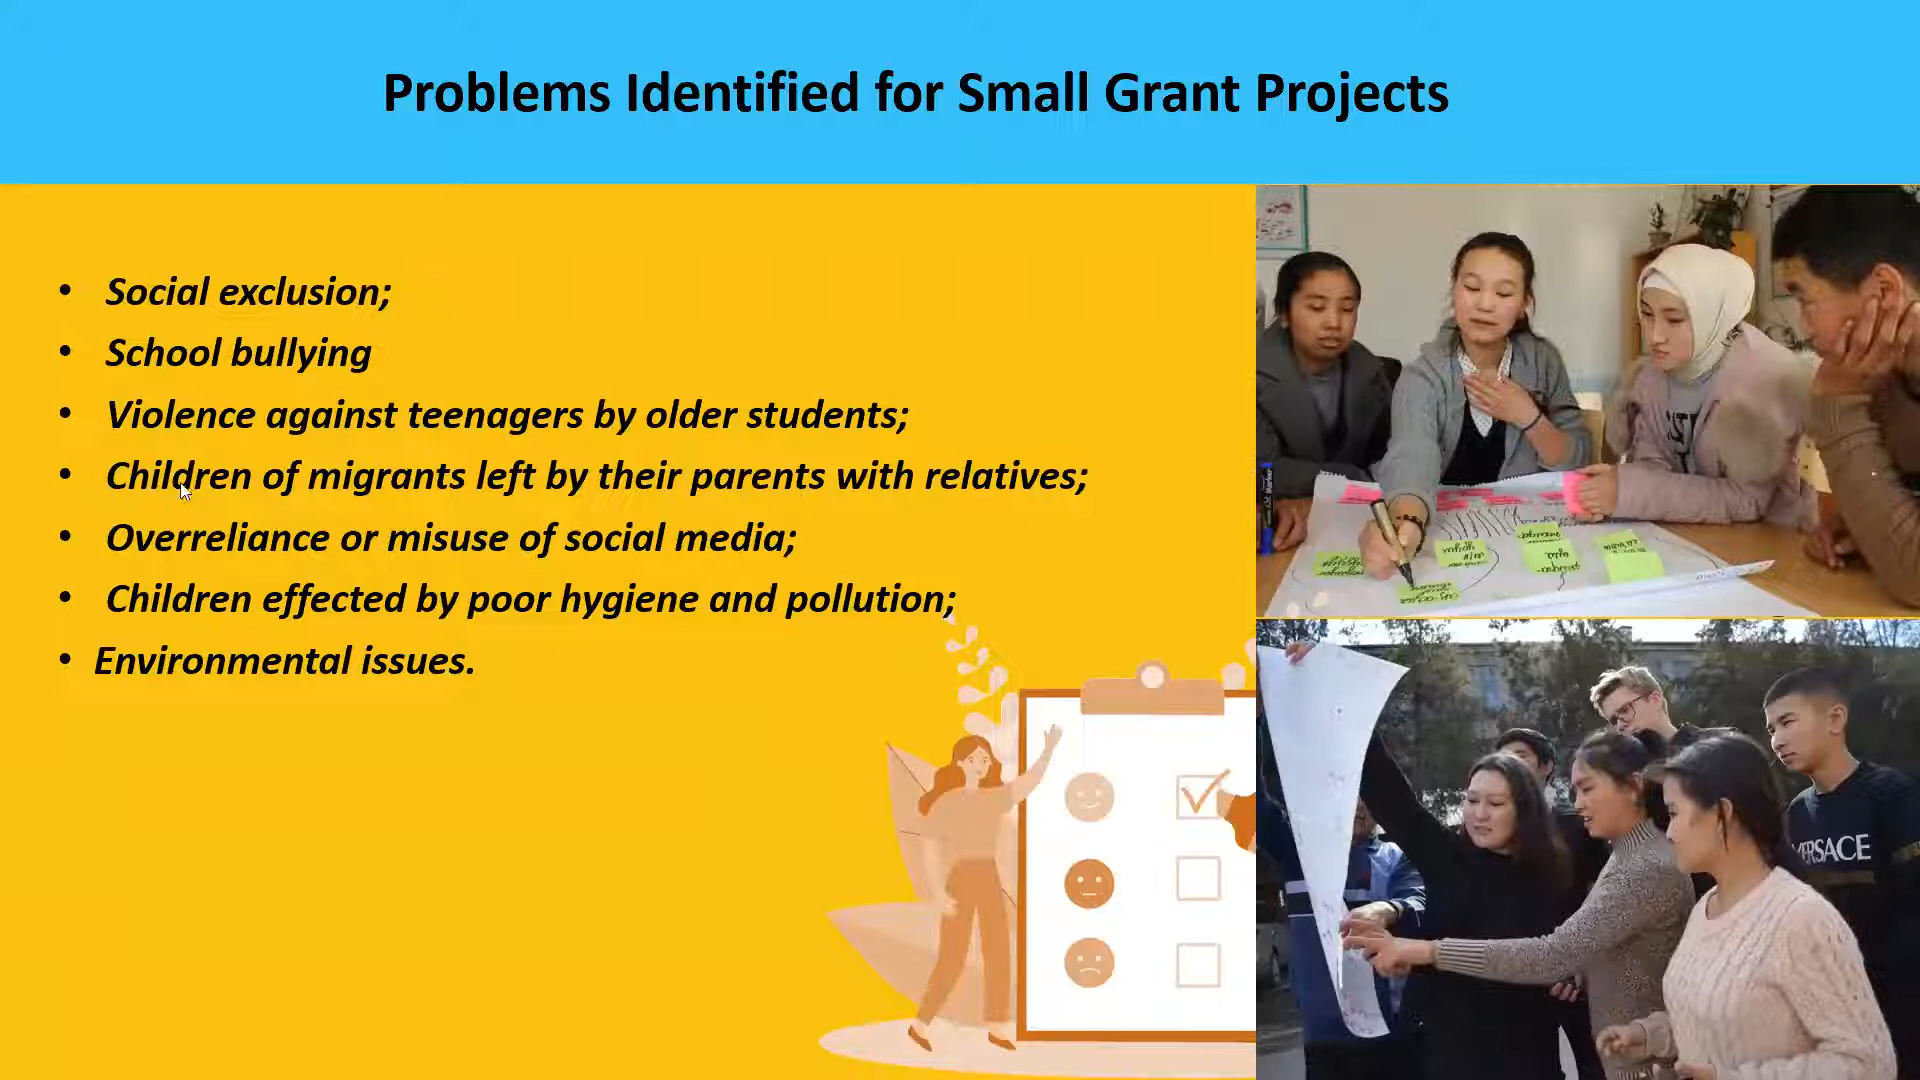 Problems Identified for Small Grant Projects
• Social exclusion;
• School bullying
• Violence against teenagers by older students;
• Children of migrants left by their parents with relatives;
• Overreliance or misuse of social media;
• Children effected by poor hygiene and pollution;
• Environmental issues.
Marker